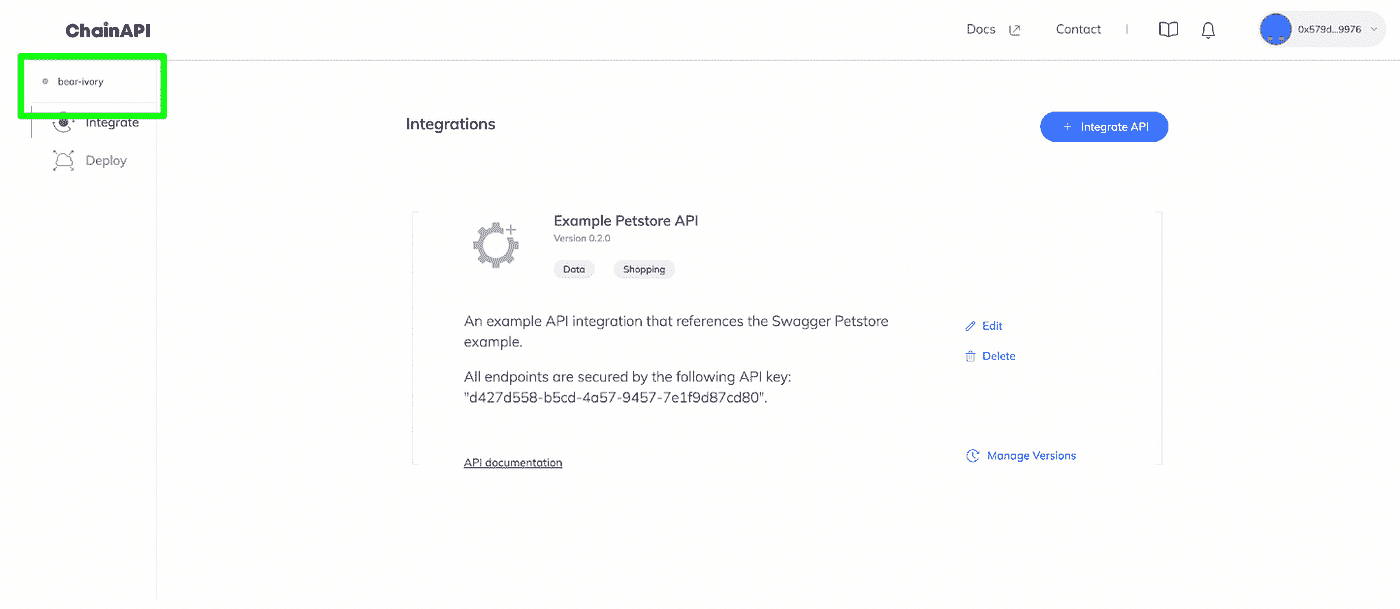 ChainAPI
Docs
Contact
0x579d...9976
bear-ivory
Integrate
Deploy
Integrations
+ Integrate API
Example Petstore API
Version 0.2.0
Data
Shopping
An example API integration that references the Swagger Petstore
example.
All endpoints are secured by the following API key:
"d427d558-b5cd-4a57-9457-7e1f9d87cd80".
Edit
Delete
API documentation
Manage Versions